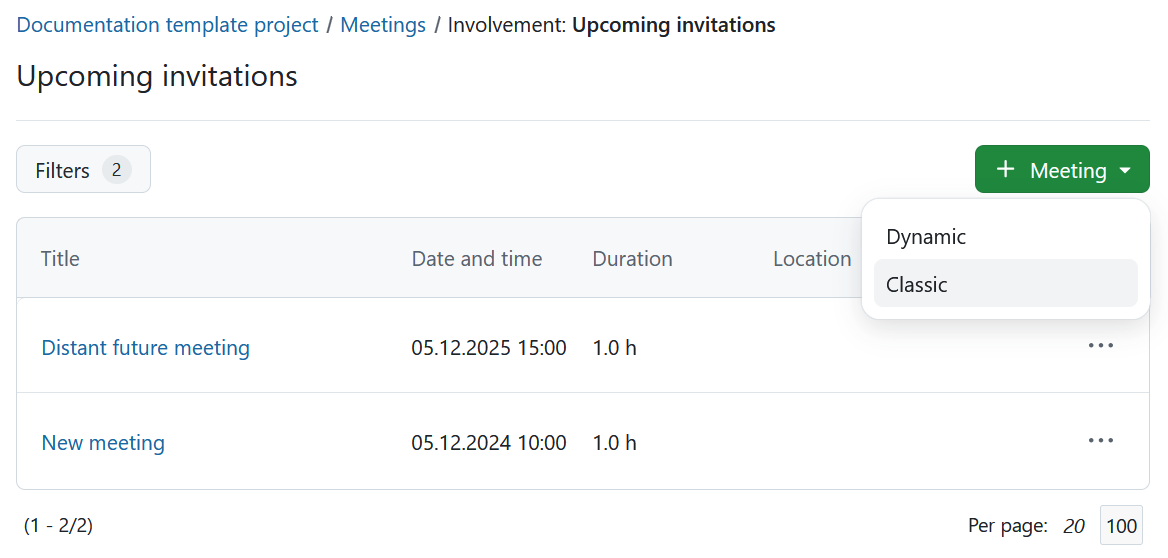 Documentation template project / Meetings / Involvement: Upcoming invitations
Upcoming invitations
Filters 2
+ Meeting
Dynamic
Classic
Title Date and time Duration Location
Distant future meeting 05.12.2025 15:00 1.0 h ...
New meeting 05.12.2024 10:00 1.0 h ...
(1 - 2/2) Per page: 20 100